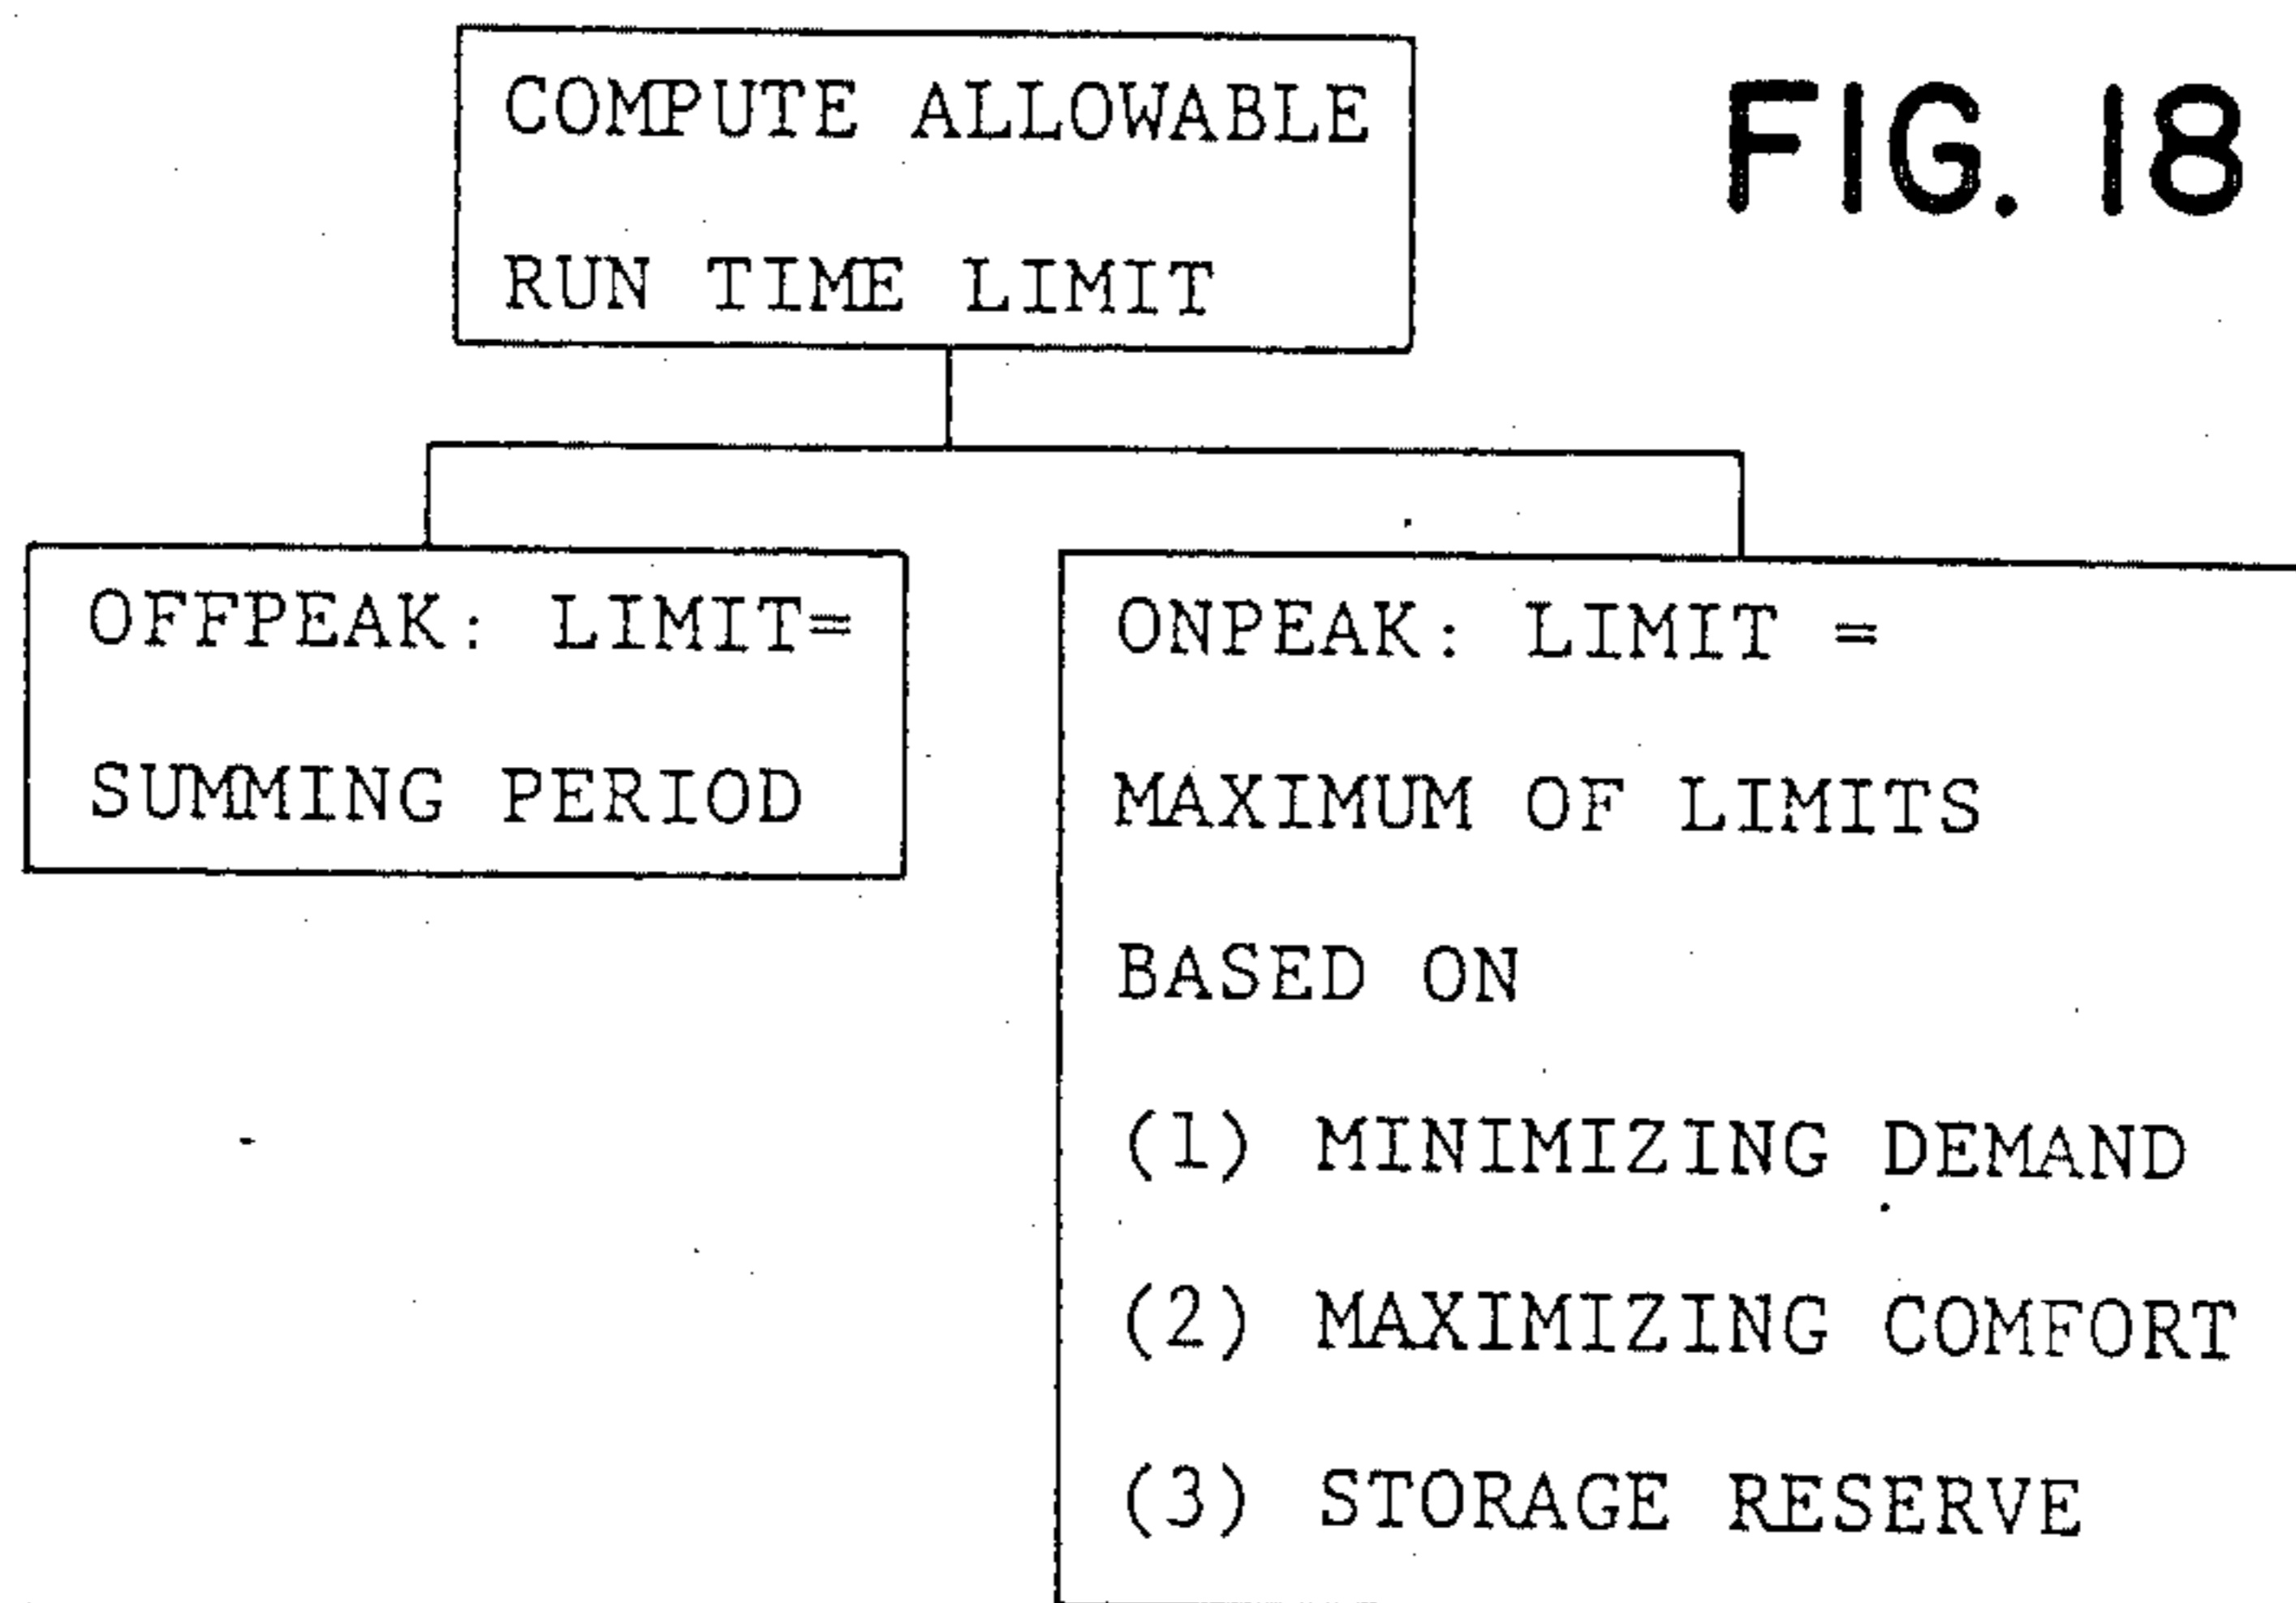 COMPUTE ALLOWABLE
RUN TIME LIMIT
FIG. 18
OFFPEAK: LIMIT=
SUMMING PERIOD
ONPEAK: LIMIT =
MAXIMUM OF LIMITS
BASED ON
(1) MINIMIZING DEMAND
(2) MAXIMIZING COMFORT
(3) STORAGE RESERVE